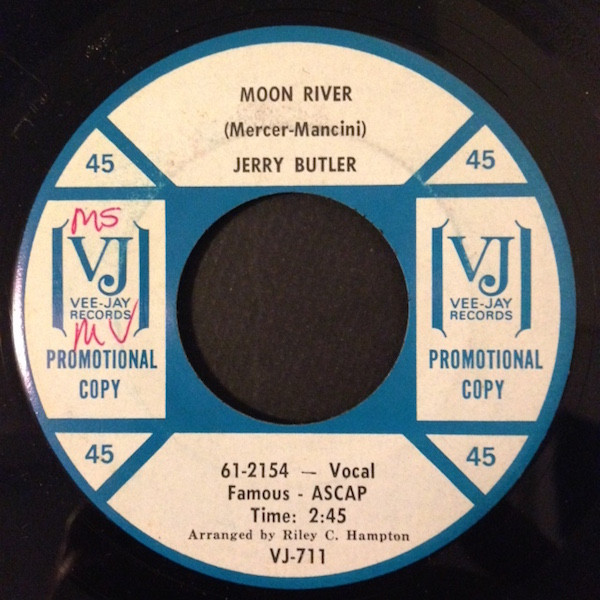 MOON RIVER
(Mercer-Mancini)
JERRY BUTLER
45
45
MS
VJ
VEE-JAY
RECORDS
MV
PROMOTIONAL
COPY
VJ
VEE-JAY
RECORDS
PROMOTIONAL
COPY
45
45
61-2154 — Vocal
Famous - ASCAP
Time: 2:45
Arranged by Riley C. Hampton
VJ-711